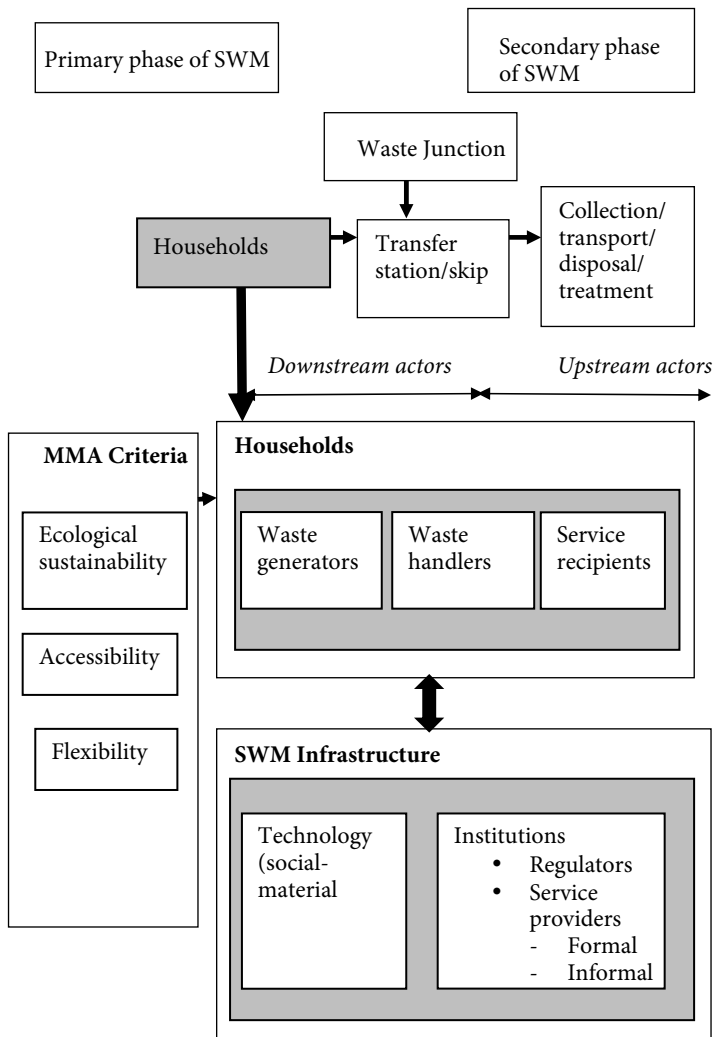 Primary phase of SWM
Secondary phase
of SWM
Waste Junction
Households
Transfer
station/skip
Collection/
transport/
disposal/
treatment
Downstream actors
Upstream actors
MMA Criteria
Ecological
sustainability
Accessibility
Flexibility
Households
Waste
generators
Waste
handlers
Service
recipients
SWM Infrastructure
Technology
(social-
material
Institutions
• Regulators
• Service
providers
- Formal
- Informal